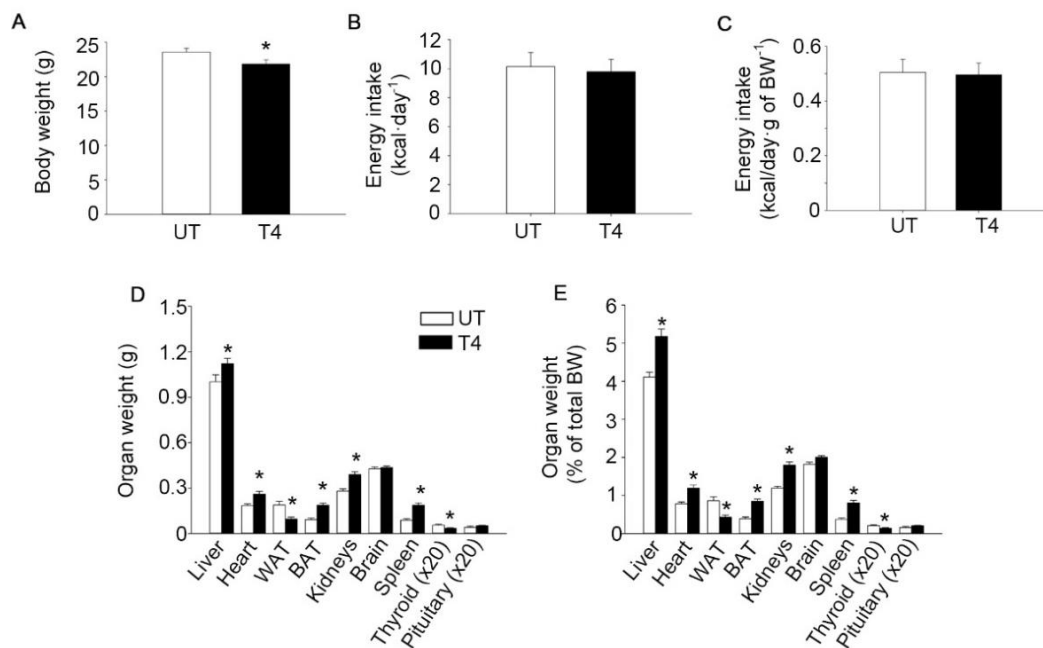 A
Body weight (g)
25
20
15
10
5
0
*
UT
T4
B
Energy intake
(kcal·day⁻¹)
12
10
8
6
4
2
0
UT
T4
C
Energy intake
(kcal/day·g of BW⁻¹)
0.6
0.3
0
UT
T4
D
Organ weight (g)
1.5
1.2
0.9
0.6
0.3
0
UT
T4
* * * * * * *
Liver
Heart
WAT
BAT
Kidneys
Brain
Spleen
Thyroid (x20)
Pituitary (x20)
E
Organ weight
(% of total BW)
6
5
4
3
2
1
0
* * * * * * *
Liver
Heart
WAT
BAT
Kidneys
Brain
Spleen
Thyroid (x20)
Pituitary (x20)